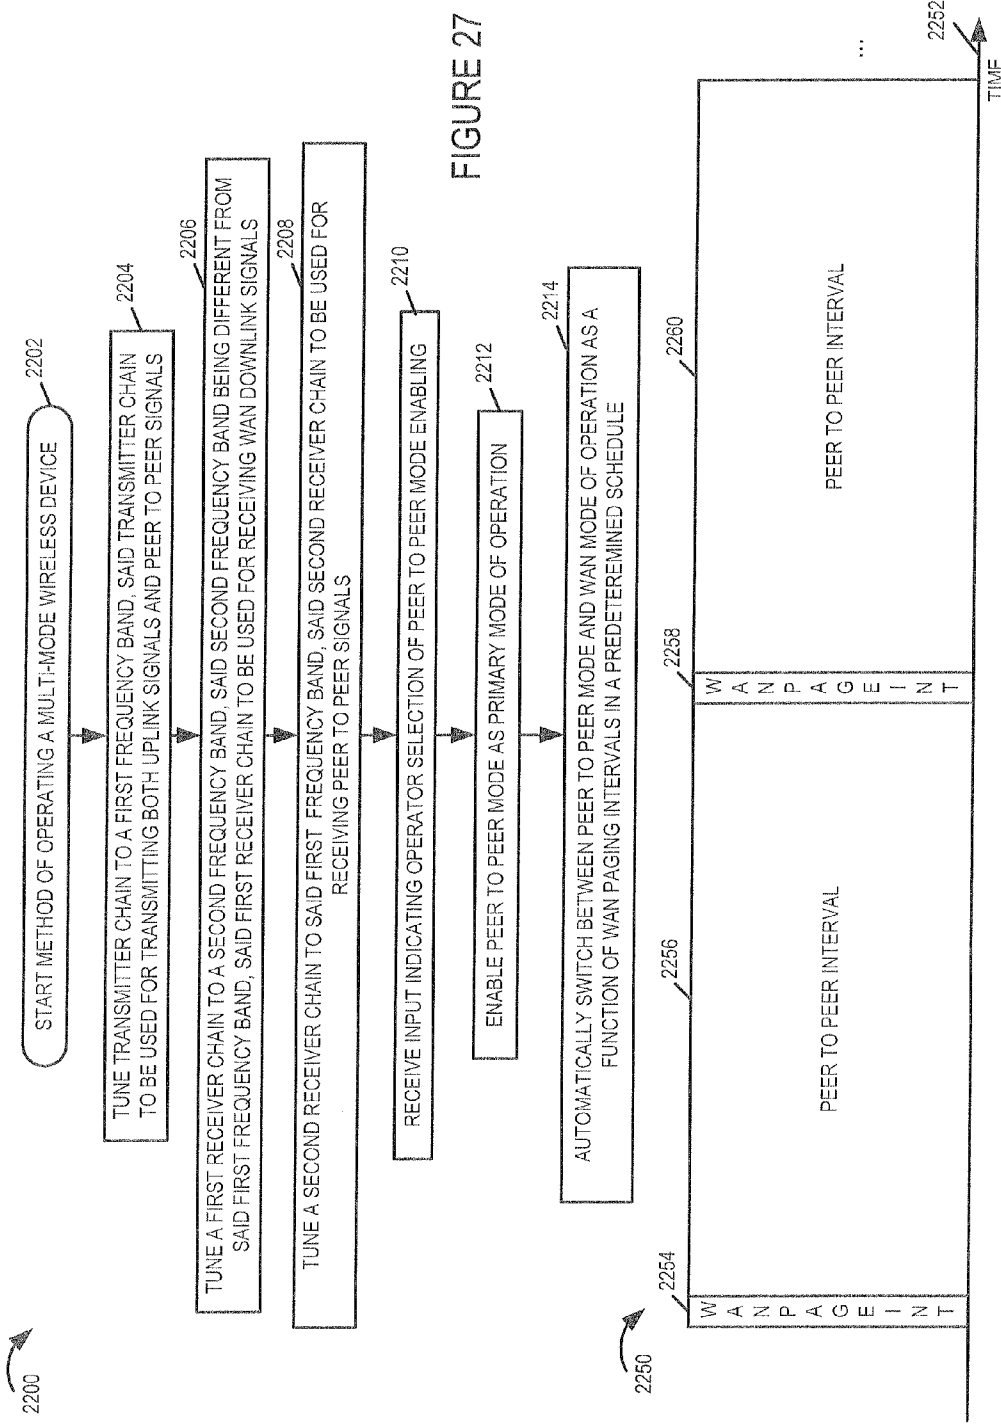 2200
START METHOD OF OPERATING A MULTI-MODE WIRELESS DEVICE
2202
TUNE TRANSMITTER CHAIN TO A FIRST FREQUENCY BAND, SAID TRANSMITTER CHAIN
TO BE USED FOR TRANSMITTING BOTH UPLINK SIGNALS AND PEER TO PEER SIGNALS
2204
TUNE A FIRST RECEIVER CHAIN TO A SECOND FREQUENCY BAND, SAID SECOND FREQUENCY BAND BEING DIFFERENT FROM
SAID FIRST FREQUENCY BAND, SAID FIRST RECEIVER CHAIN TO BE USED FOR RECEIVING WAN DOWNLINK SIGNALS
2206
TUNE A SECOND RECEIVER CHAIN TO SAID FIRST FREQUENCY BAND, SAID SECOND RECEIVER CHAIN TO BE USED FOR
RECEIVING PEER TO PEER SIGNALS
2208
RECEIVE INPUT INDICATING OPERATOR SELECTION OF PEER TO PEER MODE ENABLING
2210
ENABLE PEER TO PEER MODE AS PRIMARY MODE OF OPERATION
2212
AUTOMATICALLY SWITCH BETWEEN PEER TO PEER MODE AND WAN MODE OF OPERATION AS A
FUNCTION OF WAN PAGING INTERVALS IN A PREDETEREMINED SCHEDULE
2214
FIGURE 27
2250
2254
2256
2258
2260
WAN PAGE INT
PEER TO PEER INTERVAL
WAN PAGE INT
PEER TO PEER INTERVAL
...
2252
TIME